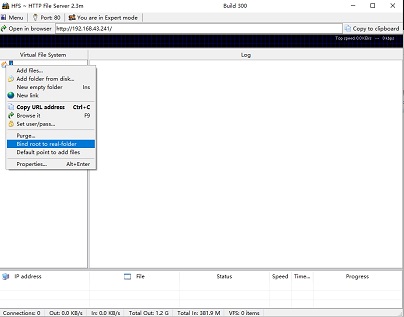 HFS ~ HTTP File Server 2.3m Build 300
Menu Port: 80 You are in Expert mode
Open in browser http://192.168.43.241/ Copy to clipboard
Top speed: 0.0 KB/s --- 0 kbps
Virtual File System Log
Add files...
Add folder from disk...
New empty folder Ins
New link
Copy URL address Ctrl+C
Browse it F9
Set user/pass...
Purge...
Bind root to real-folder
Default point to add files
Properties... Alt+Enter
IP address File Status Speed Time... Progress
Connections: 0 Out: 0.0 KB/s In: 0.0 KB/s Total Out: 1.2 G Total In: 381.9 M VFS: 0 items